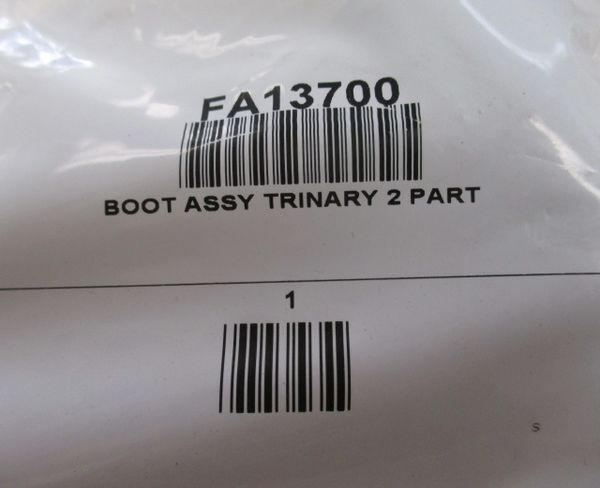 FA13700
BOOT ASSY TRINARY 2 PART
1
S